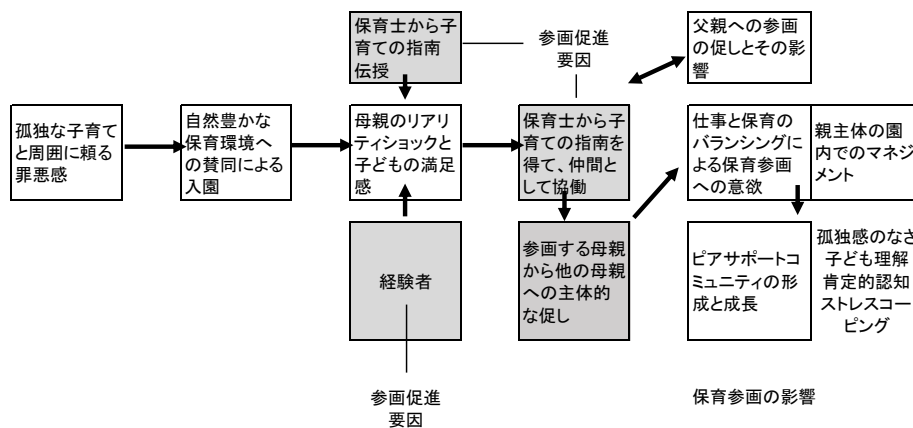 保育士から子
育ての指南
伝授
参画促進
要因
父親への参画
の促しとその影
響
孤独な子育て
と周囲に頼る
罪悪感
自然豊かな
保育環境へ
の賛同による
入園
母親のリアリ
ティショックと
子どもの満足
感
保育士から子
育ての指南を
得て、仲間と
して協働
仕事と保育の
バランシングに
よる保育参画
への意欲
親主体の園
内でのマネジ
メント
経験者
参画する母親
から他の母親
への主体的
な促し
ピアサポートコ
ミュニティの形
成と成長
孤独感のなさ
子ども理解
肯定的認知
ストレスコー
ピング
参画促進
要因
保育参画の影響